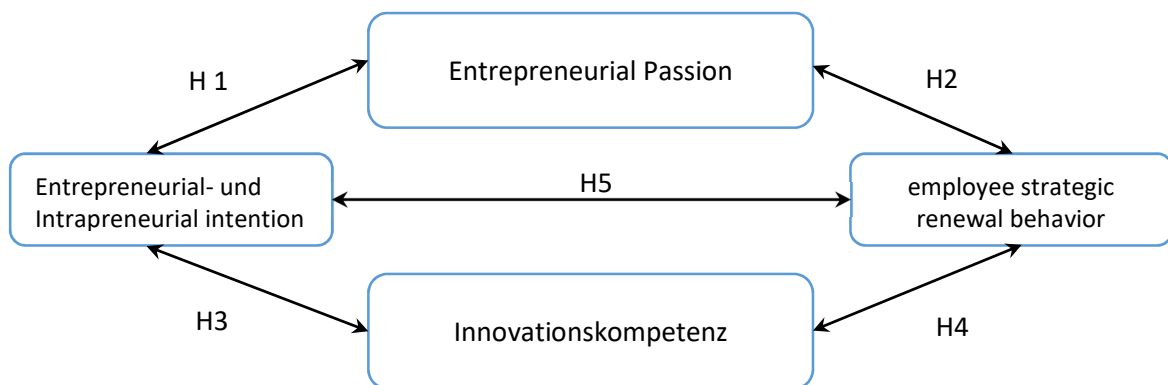 Entrepreneurial Passion
H 1
H2
Entrepreneurial- und
Intrapreneurial intention
H5
employee strategic
renewal behavior
H3
Innovationskompetenz
H4